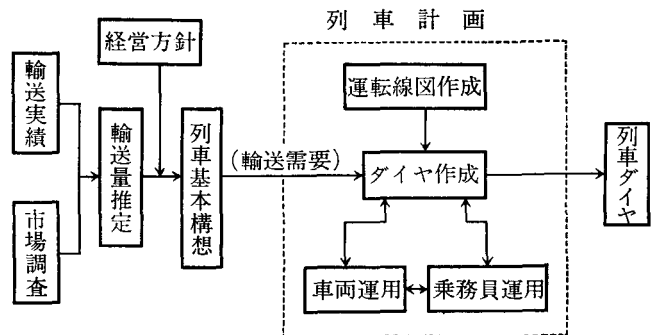 列車計画
経営方針
輸送実績
市場調査
輸送量推定
列車基本構想
(輸送需要)
運転線図作成
ダイヤ作成
車両運用
乗務員運用
列車ダイヤ